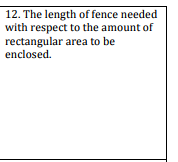 12. The length of fence needed
with respect to the amount of
rectangular area to be
enclosed.